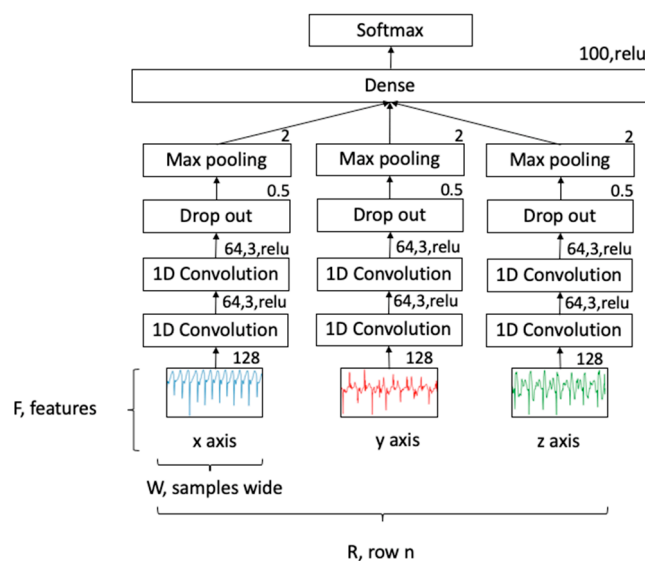 Softmax
100,relu
Dense
2 2 2
Max pooling Max pooling Max pooling
0.5 0.5 0.5
Drop out Drop out Drop out
64,3,relu 64,3,relu 64,3,relu
1D Convolution 1D Convolution 1D Convolution
64,3,relu 64,3,relu 64,3,relu
1D Convolution 1D Convolution 1D Convolution
128 128 128
F, features
x axis y axis z axis
W, samples wide
R, row n